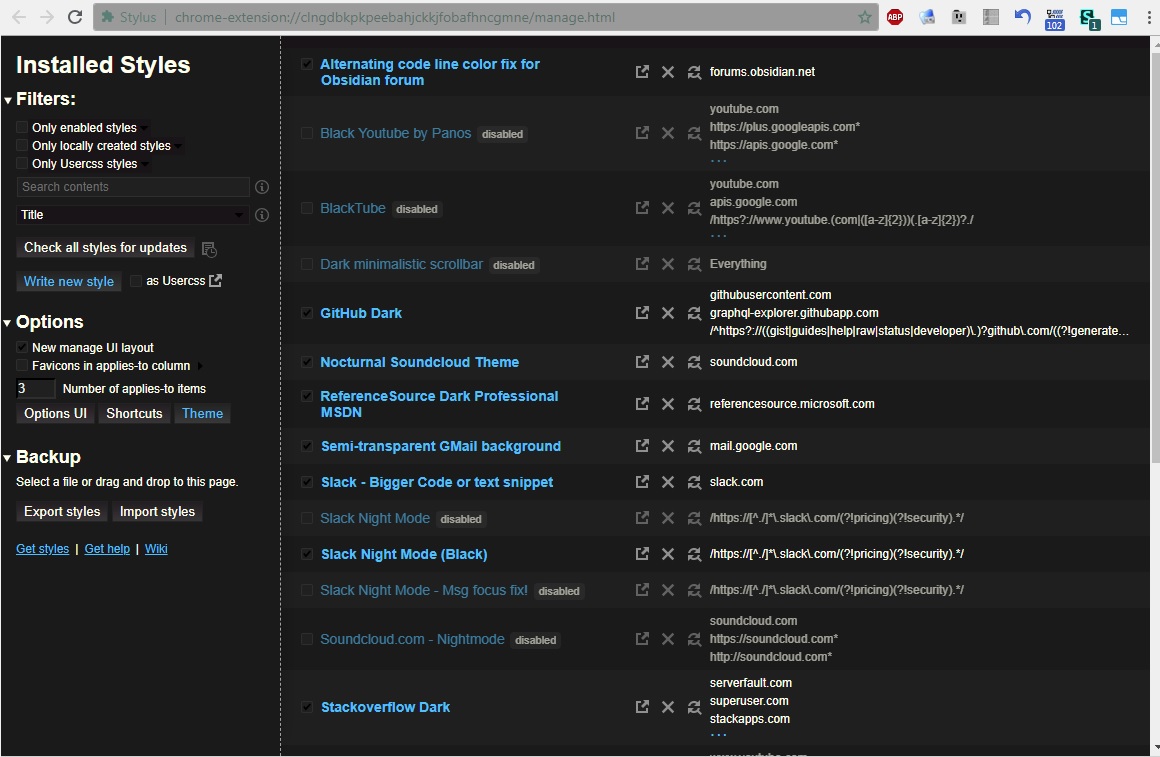 Stylus
chrome-extension://clngdbkpkpeebahjckkjfobafhncgmne/manage.html
ABP
102
1
Installed Styles
Filters:
Only enabled styles
Only locally created styles
Only Usercss styles
Search contents
Title
Check all styles for updates
Write new style as Usercss
Options
New manage UI layout
Favicons in applies-to column
3 Number of applies-to items
Options UI Shortcuts Theme
Backup
Select a file or drag and drop to this page.
Export styles Import styles
Get styles | Get help | Wiki
Alternating code line color fix for
Obsidian forum
forums.obsidian.net
Black Youtube by Panos disabled
youtube.com
https://plus.googleapis.com*
https://apis.google.com*
...
BlackTube disabled
youtube.com
apis.google.com
/https?://www.youtube.(com|([a-z]{2}))(.[a-z]{2})?./
...
Dark minimalistic scrollbar disabled
Everything
GitHub Dark
githubusercontent.com
graphql-explorer.githubapp.com
/^https?://((gist|guides|help|raw|status|developer)\.)?github\.com/((?!generate...
Nocturnal Soundcloud Theme
soundcloud.com
ReferenceSource Dark Professional
MSDN
referencesource.microsoft.com
Semi-transparent GMail background
mail.google.com
Slack - Bigger Code or text snippet
slack.com
Slack Night Mode disabled
/https://[^./]*\.slack\.com/(?!pricing)(?!security).*/
Slack Night Mode (Black)
/https://[^./]*\.slack\.com/(?!pricing)(?!security).*/
Slack Night Mode - Msg focus fix! disabled
/https://[^./]*\.slack\.com/(?!pricing)(?!security).*/
Soundcloud.com - Nightmode disabled
soundcloud.com
https://soundcloud.com*
http://soundcloud.com*
Stackoverflow Dark
serverfault.com
superuser.com
stackapps.com
...